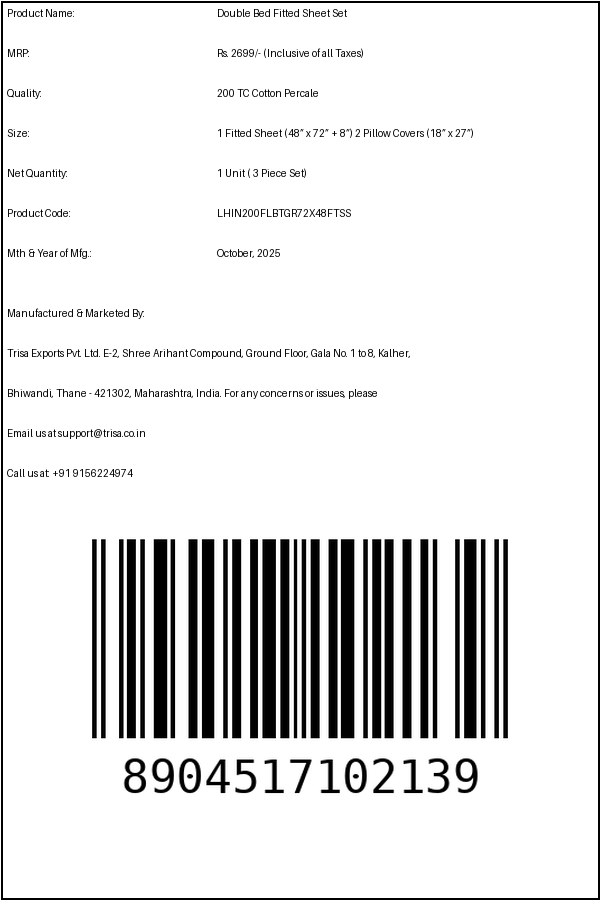 Product Name: Double Bed Fitted Sheet Set
MRP: Rs. 2699/- (Inclusive of all Taxes)
Quality: 200 TC Cotton Percale
Size: 1 Fitted Sheet (48” x 72” + 8”) 2 Pillow Covers (18” x 27”)
Net Quantity: 1 Unit ( 3 Piece Set)
Product Code: LHIN200FLBTGR72X48FTSS
Mth & Year of Mfg.: October, 2025
Manufactured & Marketed By:
Trisa Exports Pvt. Ltd. E-2, Shree Arihant Compound, Ground Floor, Gala No. 1 to 8, Kalher,
Bhiwandi, Thane - 421302, Maharashtra, India. For any concerns or issues, please
Email us at support@trisa.co.in
Call us at: +91 9156224974
8904517102139